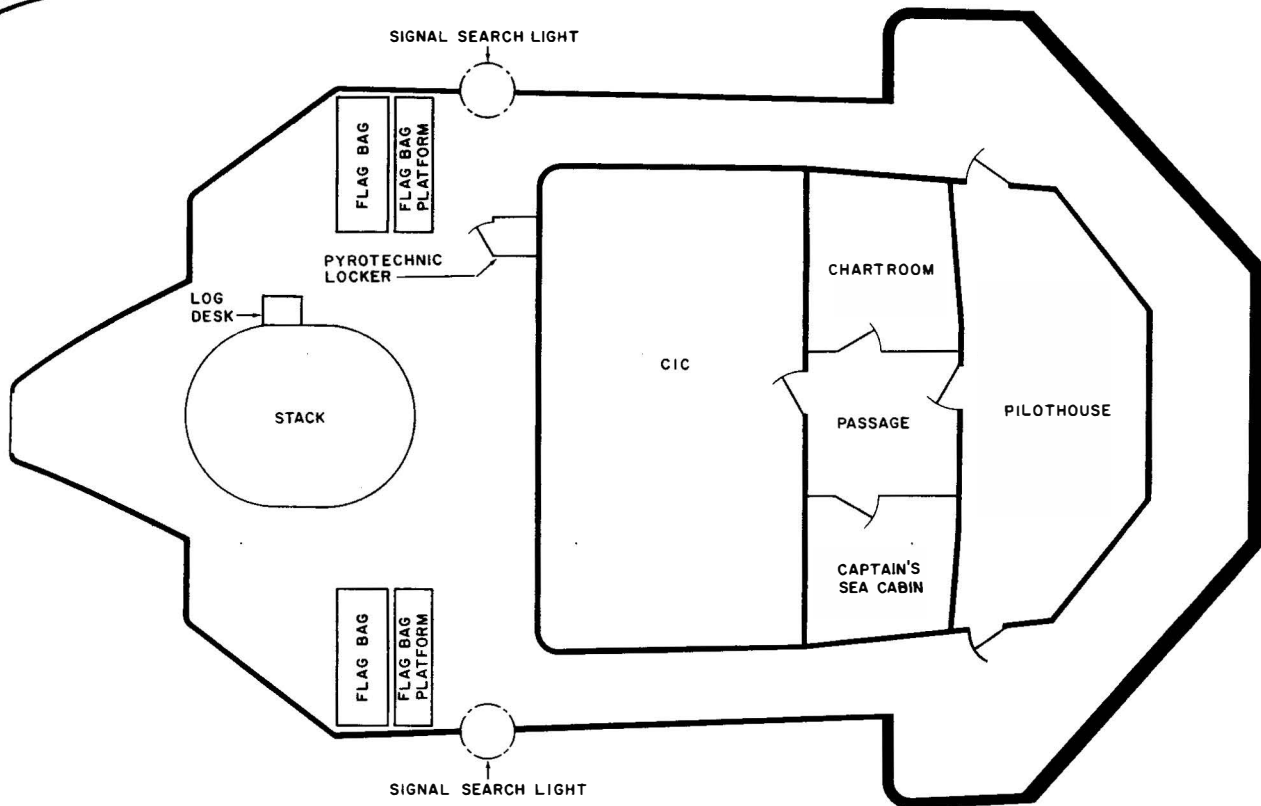 SIGNAL SEARCH LIGHT
FLAG BAG
FLAG BAG
PLATFORM
PYROTECHNIC
LOCKER
LOG
DESK
STACK
CIC
CHARTROOM
PASSAGE
PILOTHOUSE
CAPTAIN'S
SEA CABIN
FLAG BAG
FLAG BAG
PLATFORM
SIGNAL SEARCH LIGHT